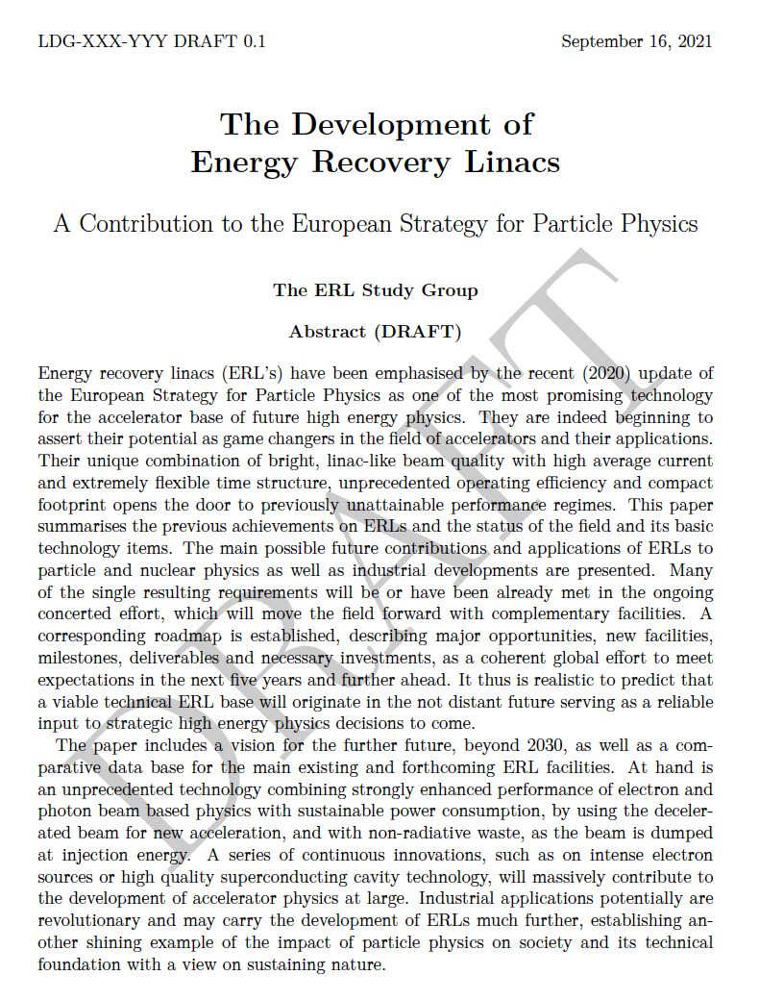 LDG-XXX-YYY DRAFT 0.1 September 16, 2021
The Development of
Energy Recovery Linacs
A Contribution to the European Strategy for Particle Physics
The ERL Study Group
Abstract (DRAFT)
Energy recovery linacs (ERL's) have been emphasised by the recent (2020) update of
the European Strategy for Particle Physics as one of the most promising technology
for the accelerator base of future high energy physics. They are indeed beginning to
assert their potential as game changers in the field of accelerators and their applications.
Their unique combination of bright, linac-like beam quality with high average current
and extremely flexible time structure, unprecedented operating efficiency and compact
footprint opens the door to previously unattainable performance regimes. This paper
summarises the previous achievements on ERLs and the status of the field and its basic
technology items. The main possible future contributions and applications of ERLs to
particle and nuclear physics as well as industrial developments are presented. Many
of the single resulting requirements will be or have been already met in the ongoing
concerted effort, which will move the field forward with complementary facilities. A
corresponding roadmap is established, describing major opportunities, new facilities,
milestones, deliverables and necessary investments, as a coherent global effort to meet
expectations in the next five years and further ahead. It thus is realistic to predict that
a viable technical ERL base will originate in the not distant future serving as a reliable
input to strategic high energy physics decisions to come.
The paper includes a vision for the further future, beyond 2030, as well as a com-
parative data base for the main existing and forthcoming ERL facilities. At hand is
an unprecedented technology combining strongly enhanced performance of electron and
photon beam based physics with sustainable power consumption, by using the deceler-
ated beam for new acceleration, and with non-radiative waste, as the beam is dumped
at injection energy. A series of continuous innovations, such as on intense electron
sources or high quality superconducting cavity technology, will massively contribute to
the development of accelerator physics at large. Industrial applications potentially are
revolutionary and may carry the development of ERLs much further, establishing an-
other shining example of the impact of particle physics on society and its technical
foundation with a view on sustaining nature.
DRAFT